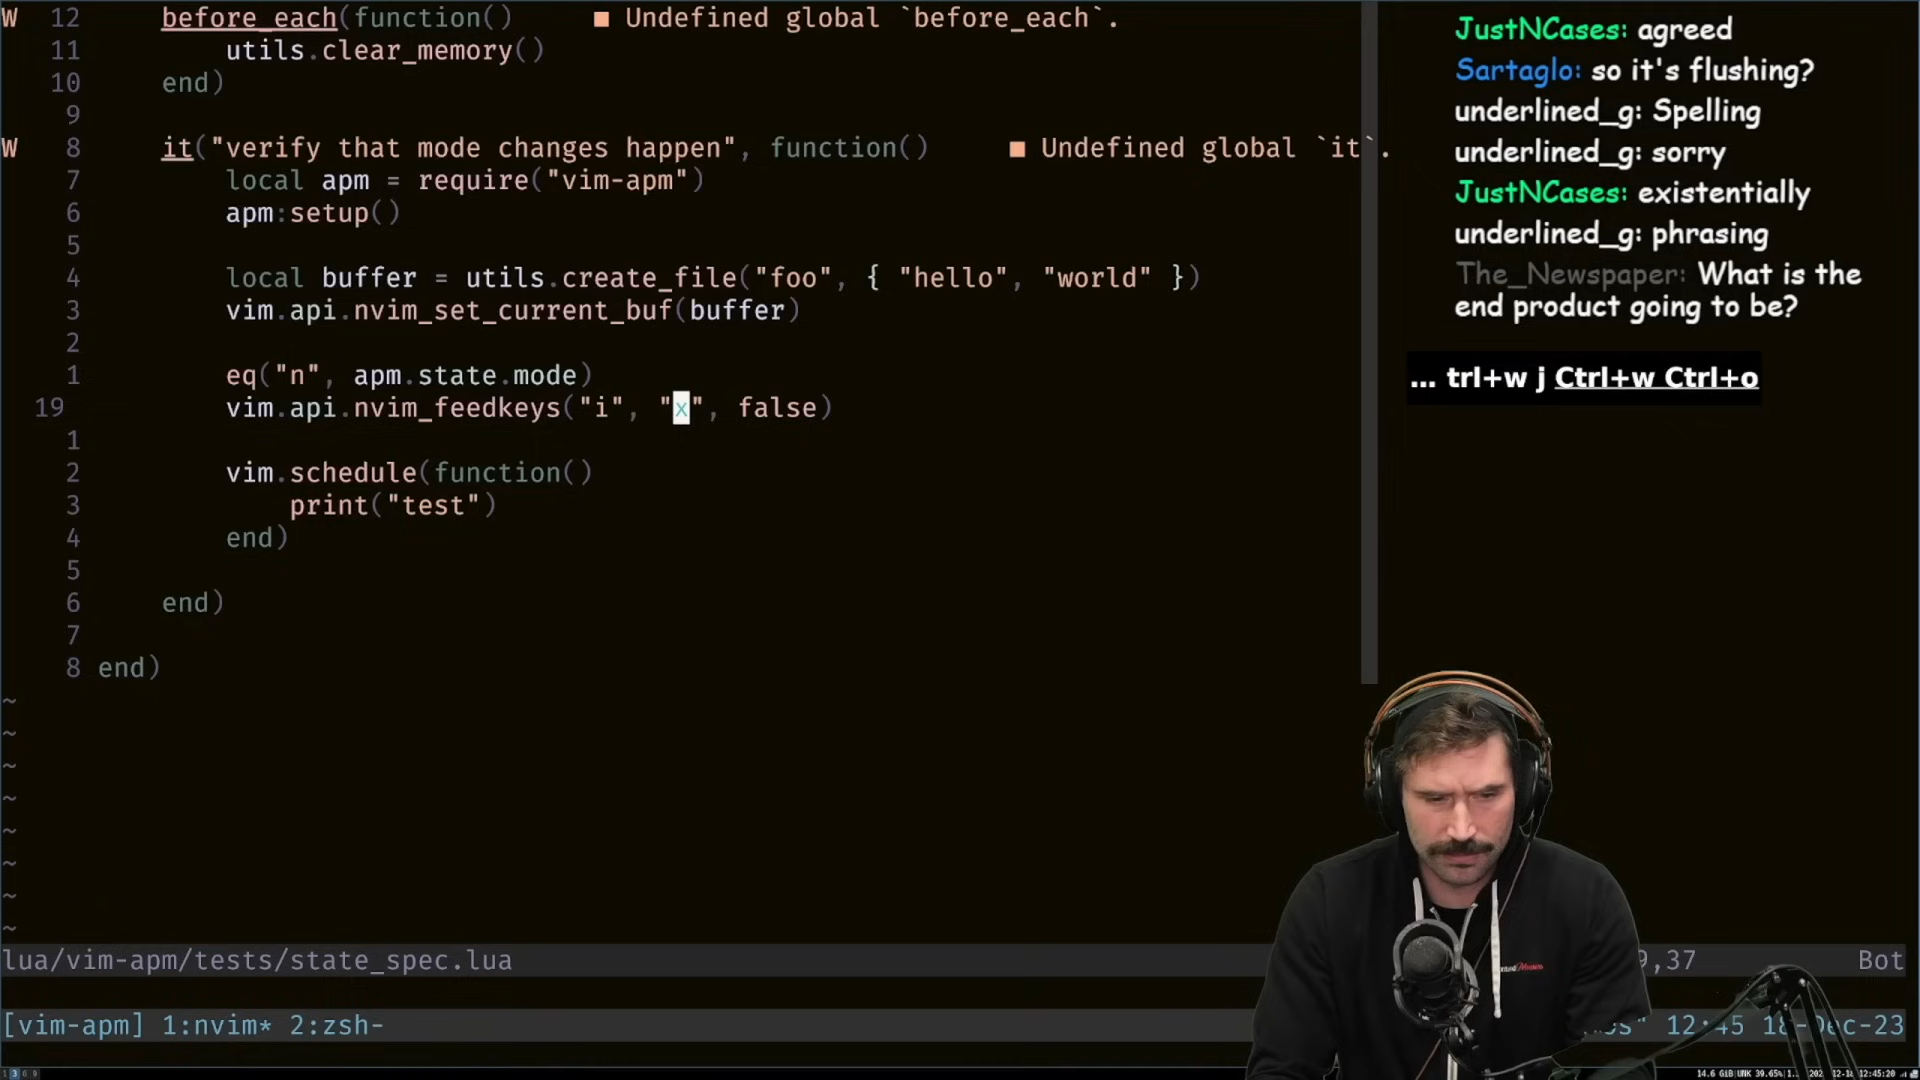 W 12 before_each(function() ■ Undefined global `before_each`.
11 utils.clear_memory()
10 end)
9
W 8 it("verify that mode changes happen", function() ■ Undefined global `it`.
7 local apm = require("vim-apm")
6 apm:setup()
5
4 local buffer = utils.create_file("foo", { "hello", "world" })
3 vim.api.nvim_set_current_buf(buffer)
2
1 eq("n", apm.state.mode)
19 vim.api.nvim_feedkeys("i", "x", false)
1
2 vim.schedule(function()
3 print("test")
4 end)
5
6 end)
7
8 end)
~
~
~
~
~
~
~
~
lua/vim-apm/tests/state_spec.lua 9,37 Bot
[vim-apm] 1:nvim* 2:zsh- 12:45 18-Dec-23
JustNCases: agreed
Sartaglo: so it's flushing?
underlined_g: Spelling
underlined_g: sorry
JustNCases: existentially
underlined_g: phrasing
The_Newspaper: What is the
end product going to be?
... trl+w j Ctrl+w Ctrl+o